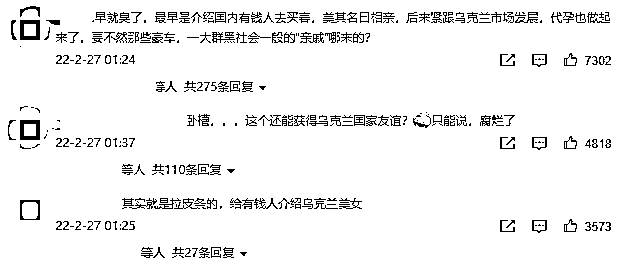 早就臭了，最早是介绍国内有钱人去买春，美其名曰相亲，后来紧跟乌克兰市场发展，代孕也做起
来了，要不然那些豪车，一大群黑社会一般的“亲戚”哪来的？
22-2-27 01:24
7302
等人 共275条回复
卧槽，，，这个还能获得乌克兰国家友谊？只能说，腐烂了
22-2-27 01:37
4818
等人 共110条回复
其实就是拉皮条的，给有钱人介绍乌克兰美女
22-2-27 01:25
3573
等人 共27条回复